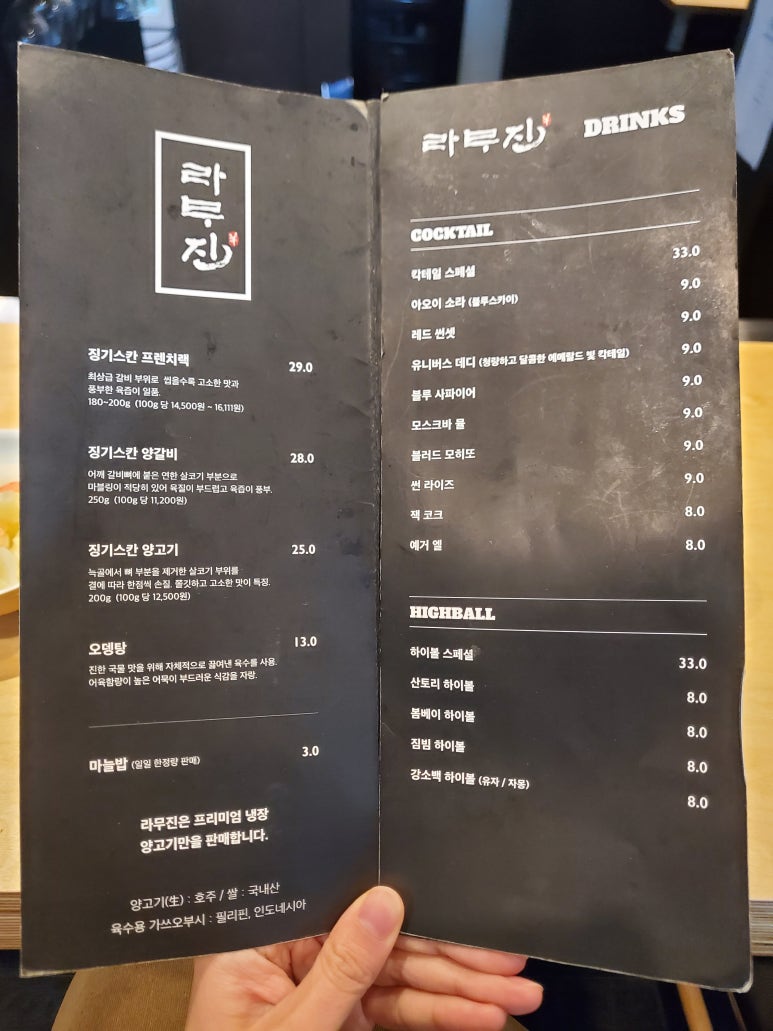 라
무
진
징기스칸 프렌치랙 29.0
최상급 갈비 부위로 씹을수록 고소한 맛과
풍부한 육즙이 일품.
180~200g (100g 당 14,500원 ~ 16,111원)
징기스칸 양갈비 28.0
어깨 갈비뼈에 붙은 연한 살코기 부분으로
마블링이 적당히 있어 육질이 부드럽고 육즙이 풍부.
250g (100g 당 11,200원)
징기스칸 양고기 25.0
늑골에서 뼈 부분을 제거한 살코기 부위를
결에 따라 한점씩 손질. 쫄깃하고 고소한 맛이 특징.
200g (100g 당 12,500원)
오뎅탕 13.0
진한 국물 맛을 위해 자체적으로 끓여낸 육수를 사용.
어육함량이 높은 어묵이 부드러운 식감을 자랑.
마늘밥 (일일 한정량 판매) 3.0
라무진은 프리미엄 냉장
양고기만을 판매합니다.
양고기(生) : 호주 / 쌀 : 국내산
육수용 가쓰오부시 : 필리핀, 인도네시아
라무진 DRINKS
COCKTAIL
칵테일 스페셜 33.0
아오이 소라 (블루스카이) 9.0
레드 썬셋 9.0
유니버스 데디 (청량하고 달콤한 에메랄드 빛 칵테일) 9.0
블루 사파이어 9.0
모스크바 뮬 9.0
블러드 모히또 9.0
썬 라이즈 9.0
잭 코크 8.0
예거 엘 8.0
HIGHBALL
하이볼 스페셜 33.0
산토리 하이볼 8.0
봄베이 하이볼 8.0
짐빔 하이볼 8.0
강소백 하이볼 (유자 / 자몽) 8.0